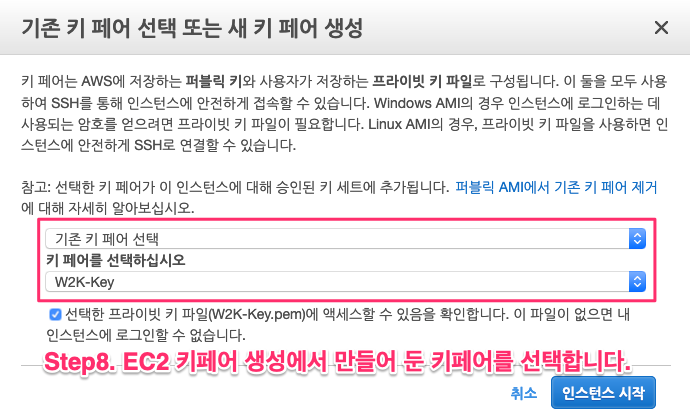 기존 키 페어 선택 또는 새 키 페어 생성
키 페어는 AWS에 저장하는 퍼블릭 키와 사용자가 저장하는 프라이빗 키 파일로 구성됩니다. 이 둘을 모두 사용
하여 SSH를 통해 인스턴스에 안전하게 접속할 수 있습니다. Windows AMI의 경우 인스턴스에 로그인하는 데
사용되는 암호를 얻으려면 프라이빗 키 파일이 필요합니다. Linux AMI의 경우, 프라이빗 키 파일을 사용하면 인
스턴스에 안전하게 SSH로 연결할 수 있습니다.
참고: 선택한 키 페어가 이 인스턴스에 대해 승인된 키 세트에 추가됩니다. 퍼블릭 AMI에서 기존 키 페어 제거
에 대해 자세히 알아보십시오.
기존 키 페어 선택
키 페어를 선택하십시오
W2K-Key
선택한 프라이빗 키 파일(W2K-Key.pem)에 액세스할 수 있음을 확인합니다. 이 파일이 없으면 내
인스턴스에 로그인할 수 없습니다.
Step8. EC2 키페어 생성에서 만들어 둔 키페어를 선택합니다.
취소
인스턴스 시작